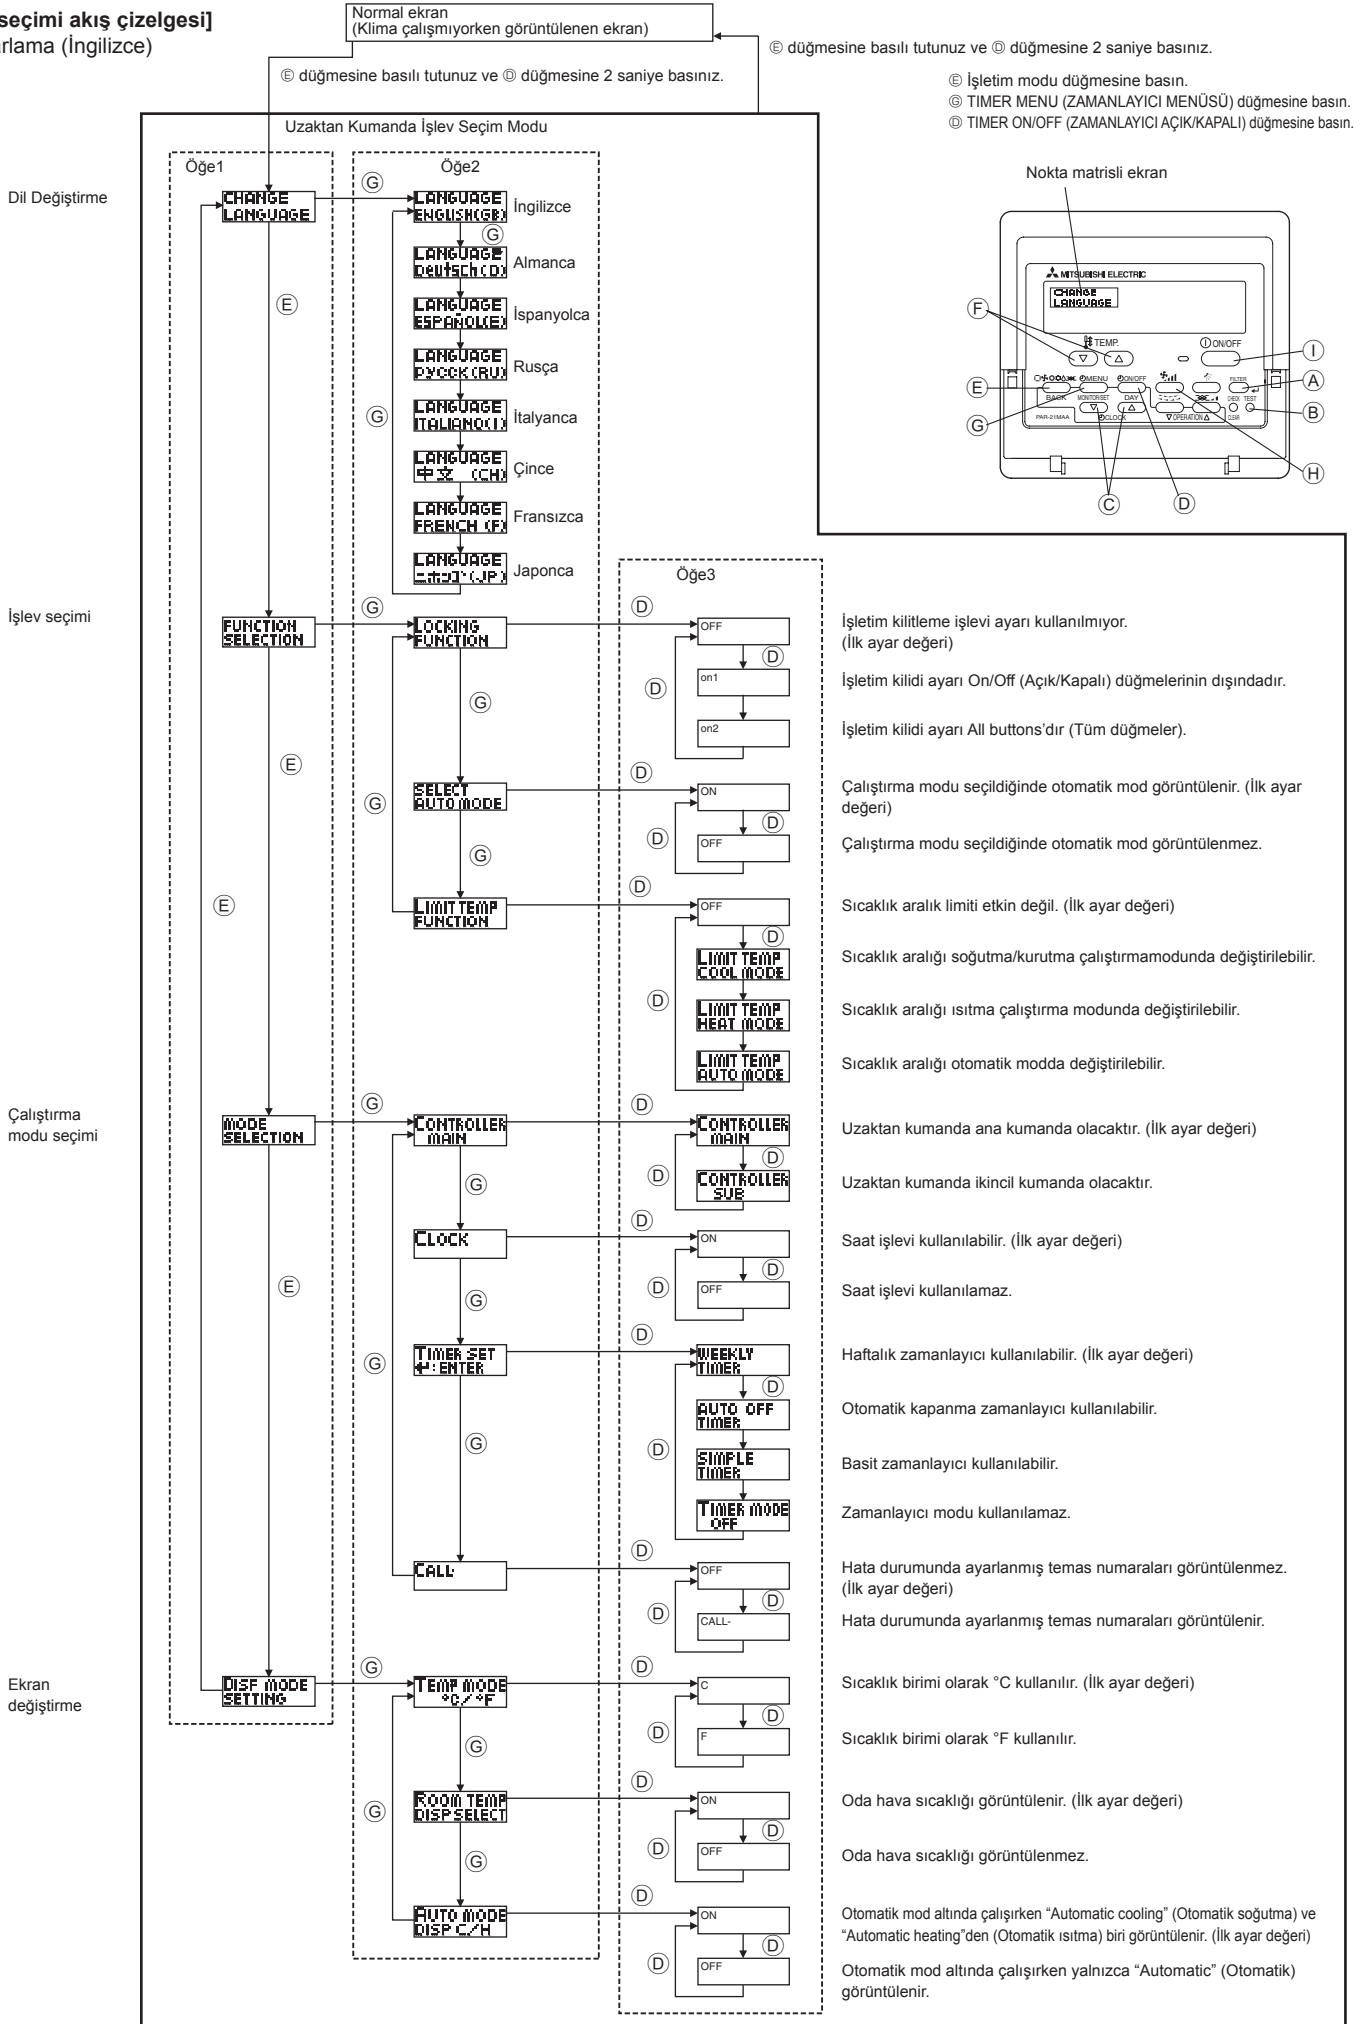 seçimi akış çizelgesi]
arlama (İngilizce)
Normal ekran
(Klima çalışmıyorken görüntülenen ekran)
Ⓔ düğmesine basılı tutunuz ve Ⓓ düğmesine 2 saniye basınız.
Ⓔ düğmesine basılı tutunuz ve Ⓓ düğmesine 2 saniye basınız.
Ⓔ İşletim modu düğmesine basın.
Ⓖ TIMER MENU (ZAMANLAYICI MENÜSÜ) düğmesine basın.
Ⓓ TIMER ON/OFF (ZAMANLAYICI AÇIK/KAPALI) düğmesine basın.
Nokta matrisli ekran
MITSUBISHI ELECTRIC
CHANGE
LANGUAGE
TEMP.
ON/OFF
MENU
ON/OFF
FILTER
BACK
MONITOR/SET
DAY
CHECK
TEST
PAR-21MAA
CLOCK
OPERATION
CLEAR
Ⓕ
Ⓔ
Ⓖ
Ⓘ
Ⓐ
Ⓑ
Ⓗ
Ⓒ
Ⓓ
Uzaktan Kumanda İşlev Seçim Modu
Öğe1
Öğe2
Öğe3
Dil Değiştirme
CHANGE
LANGUAGE
Ⓖ
LANGUAGE
ENGLISH(GB)
İngilizce
Ⓖ
LANGUAGE
Deutsch(D)
Almanca
Ⓔ
LANGUAGE
ESPAÑOL(E)
İspanyolca
LANGUAGE
Русск(RU)
Rusça
Ⓖ
LANGUAGE
ITALIANO(I)
İtalyanca
LANGUAGE
中文 (CH)
Çince
LANGUAGE
FRENCH (F)
Fransızca
LANGUAGE
ニホンゴ(JP)
Japonca
İşlev seçimi
FUNCTION
SELECTION
Ⓖ
LOCKING
FUNCTION
Ⓓ
OFF
İşletim kilitleme işlevi ayarı kullanılmıyor.
(İlk ayar değeri)
Ⓓ
on1
İşletim kilidi ayarı On/Off (Açık/Kapalı) düğmelerinin dışındadır.
Ⓓ
Ⓖ
on2
İşletim kilidi ayarı All buttons’dır (Tüm düğmeler).
Ⓔ
SELECT
AUTO MODE
Ⓓ
ON
Çalıştırma modu seçildiğinde otomatik mod görüntülenir. (İlk ayar
değeri)
Ⓖ
Ⓓ
Ⓓ
OFF
Çalıştırma modu seçildiğinde otomatik mod görüntülenmez.
Ⓖ
Ⓔ
LIMIT TEMP
FUNCTION
Ⓓ
OFF
Sıcaklık aralık limiti etkin değil. (İlk ayar değeri)
Ⓓ
LIMIT TEMP
COOL MODE
Sıcaklık aralığı soğutma/kurutma çalıştırmamodunda değiştirilebilir.
Ⓓ
LIMIT TEMP
HEAT MODE
Sıcaklık aralığı ısıtma çalıştırma modunda değiştirilebilir.
LIMIT TEMP
AUTO MODE
Sıcaklık aralığı otomatik modda değiştirilebilir.
Çalıştırma
modu seçimi
MODE
SELECTION
Ⓖ
CONTROLLER
MAIN
Ⓓ
CONTROLLER
MAIN
Uzaktan kumanda ana kumanda olacaktır. (İlk ayar değeri)
Ⓓ
Ⓓ
CONTROLLER
SUB
Uzaktan kumanda ikincil kumanda olacaktır.
Ⓖ
CLOCK
Ⓓ
ON
Saat işlevi kullanılabilir. (İlk ayar değeri)
Ⓓ
Ⓓ
OFF
Saat işlevi kullanılamaz.
Ⓔ
Ⓖ
TIMER SET
↵:ENTER
Ⓓ
WEEKLY
TIMER
Haftalık zamanlayıcı kullanılabilir. (İlk ayar değeri)
Ⓖ
Ⓓ
AUTO OFF
TIMER
Otomatik kapanma zamanlayıcı kullanılabilir.
Ⓖ
Ⓓ
SIMPLE
TIMER
Basit zamanlayıcı kullanılabilir.
TIMER MODE
OFF
Zamanlayıcı modu kullanılamaz.
CALL.
Ⓓ
OFF
Hata durumunda ayarlanmış temas numaraları görüntülenmez.
(İlk ayar değeri)
Ⓓ
Ⓓ
CALL-
Hata durumunda ayarlanmış temas numaraları görüntülenir.
Ekran
değiştirme
DISP MODE
SETTING
Ⓖ
TEMP MODE
°C/°F
Ⓓ
C
Sıcaklık birimi olarak °C kullanılır. (İlk ayar değeri)
Ⓓ
Ⓓ
F
Sıcaklık birimi olarak °F kullanılır.
Ⓖ
ROOM TEMP
DISP SELECT
Ⓓ
ON
Oda hava sıcaklığı görüntülenir. (İlk ayar değeri)
Ⓖ
Ⓓ
Ⓓ
OFF
Oda hava sıcaklığı görüntülenmez.
Ⓖ
AUTO MODE
DISP C/H
Ⓓ
ON
Otomatik mod altında çalışırken “Automatic cooling” (Otomatik soğutma) ve
“Automatic heating”den (Otomatik ısıtma) biri görüntülenir. (İlk ayar değeri)
Ⓓ
Ⓓ
OFF
Otomatik mod altında çalışırken yalnızca “Automatic” (Otomatik)
görüntülenir.